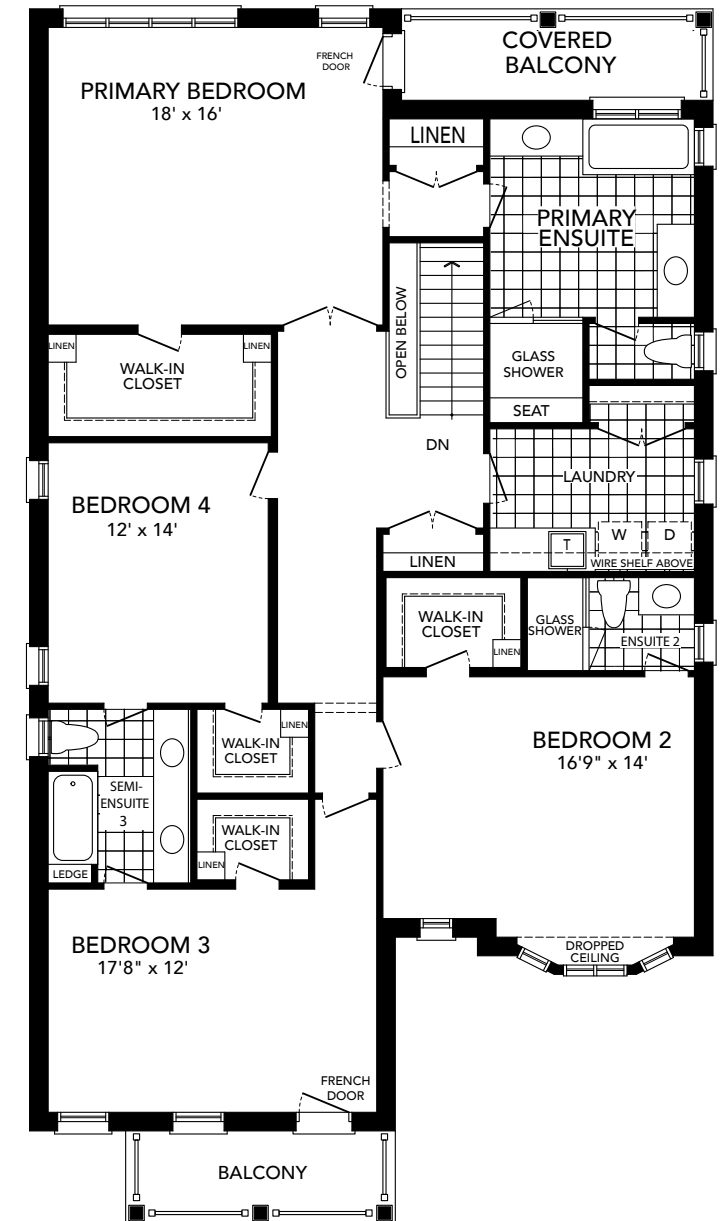 COVERED
BALCONY
FRENCH
DOOR
PRIMARY BEDROOM
18' x 16'
LINEN
PRIMARY
ENSUITE
OPEN BELOW
LINEN
LINEN
WALK-IN
CLOSET
GLASS
SHOWER
SEAT
DN
LAUNDRY
BEDROOM 4
12' x 14'
W
D
T
WIRE SHELF ABOVE
LINEN
WALK-IN
CLOSET
LINEN
GLASS
SHOWER
ENSUITE 2
LINEN
WALK-IN
CLOSET
BEDROOM 2
16'9" x 14'
SEMI-
ENSUITE
3
WALK-IN
CLOSET
LINEN
LEDGE
BEDROOM 3
17'8" x 12'
DROPPED
CEILING
FRENCH
DOOR
BALCONY